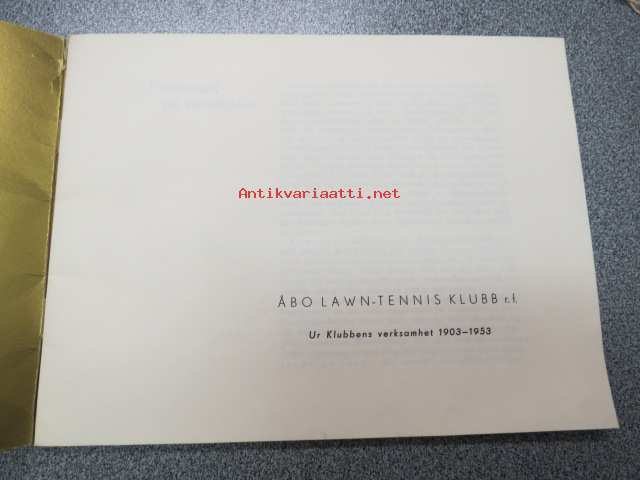 Antikvariaatti.net
ÅBO LAWN-TENNIS KLUBB r.f.
Ur Klubbens verksamhet 1903–1953